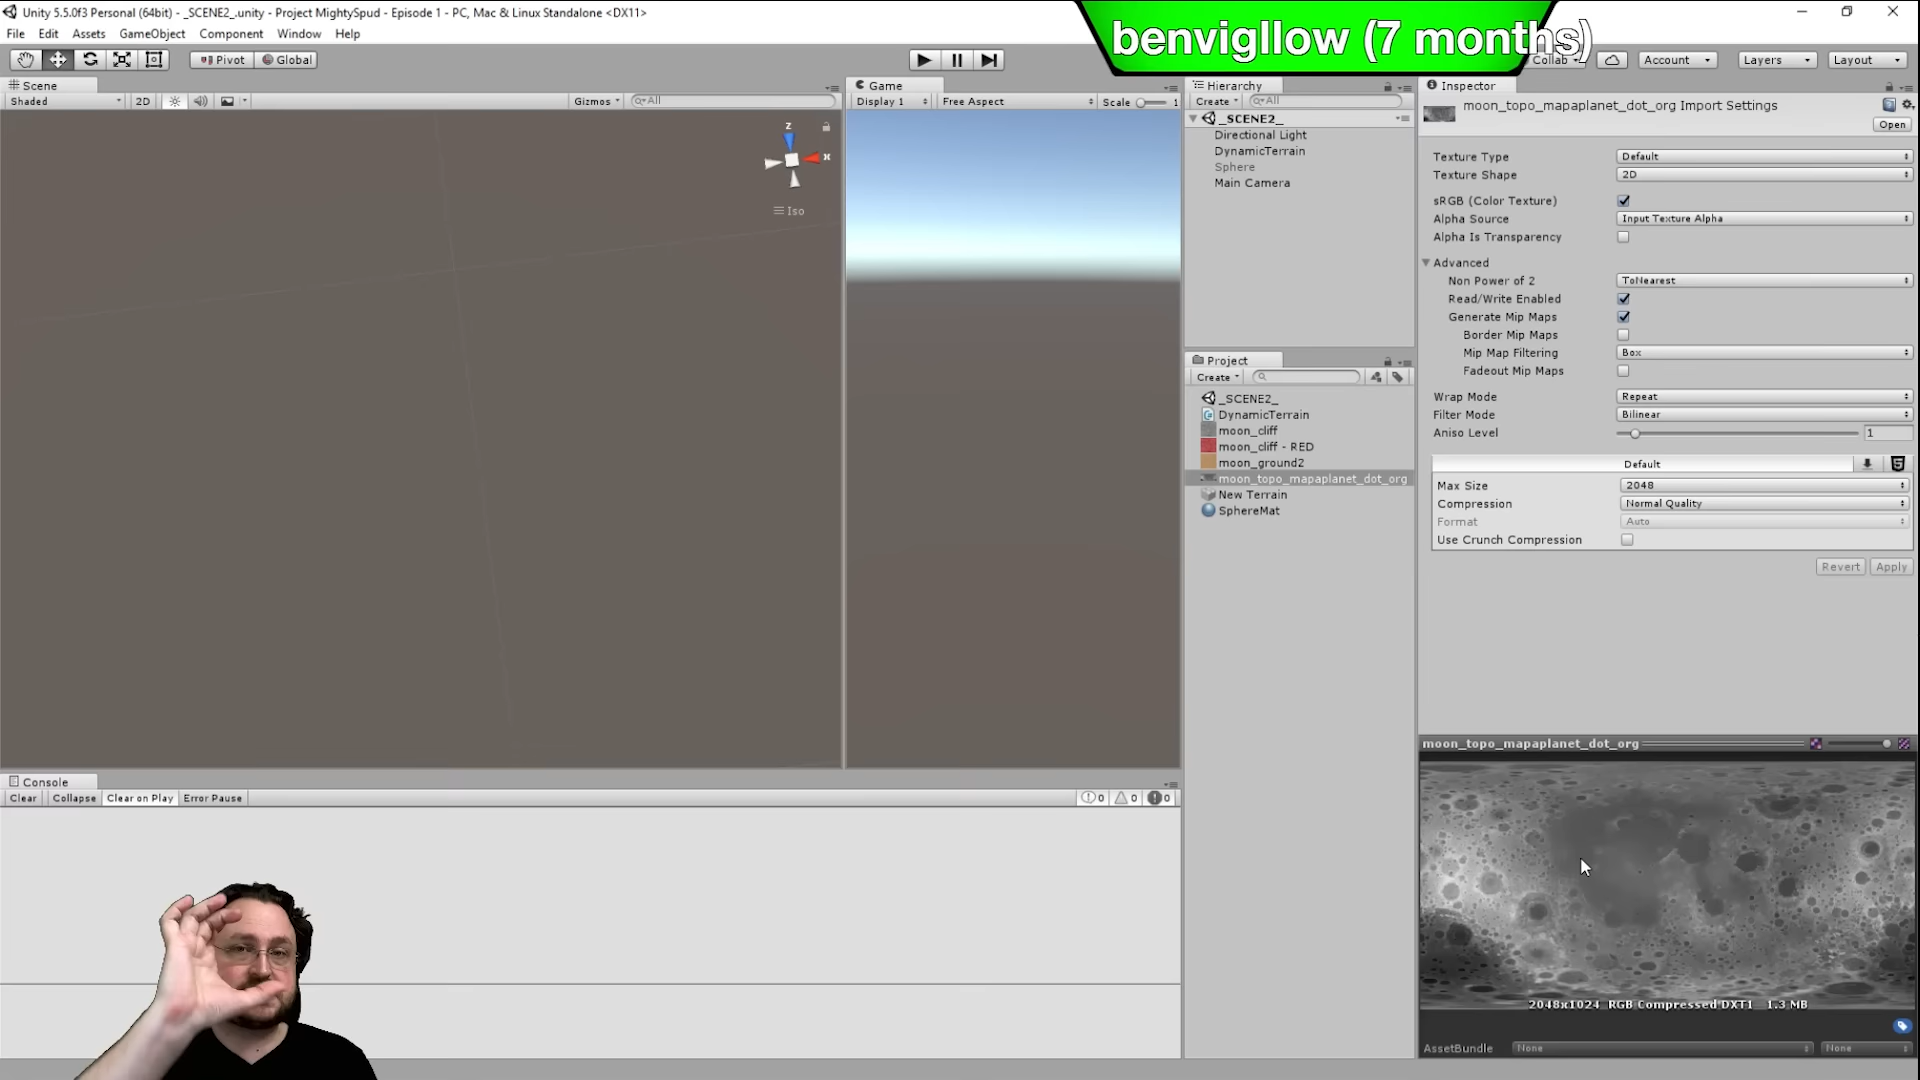 Unity 5.5.0f3 Personal (64bit) - _SCENE2_.unity - Project MightySpud - Episode 1 - PC, Mac & Linux Standalone <DX11>
benvigllow (7 months)
File Edit Assets GameObject Component Window Help
Pivot Global
Collab Account Layers Layout
Scene
Shaded 2D Gizmos All
z
x
Iso
Game
Display 1 Free Aspect Scale 1
Hierarchy
Create All
_SCENE2_
Directional Light
DynamicTerrain
Sphere
Main Camera
Project
Create
_SCENE2_
DynamicTerrain
moon_cliff
moon_cliff - RED
moon_ground2
moon_topo_mapaplanet_dot_org
New Terrain
SphereMat
Inspector
moon_topo_mapaplanet_dot_org Import Settings
Open
Texture Type Default
Texture Shape 2D
sRGB (Color Texture)
Alpha Source Input Texture Alpha
Alpha Is Transparency
Advanced
Non Power of 2 ToNearest
Read/Write Enabled
Generate Mip Maps
Border Mip Maps
Mip Map Filtering Box
Fadeout Mip Maps
Wrap Mode Repeat
Filter Mode Bilinear
Aniso Level 1
Default
Max Size 2048
Compression Normal Quality
Format Auto
Use Crunch Compression
Revert Apply
moon_topo_mapaplanet_dot_org
2048x1024 RGB Compressed DXT1 1.3 MB
AssetBundle None None
Console
Clear Collapse Clear on Play Error Pause
0 0 0